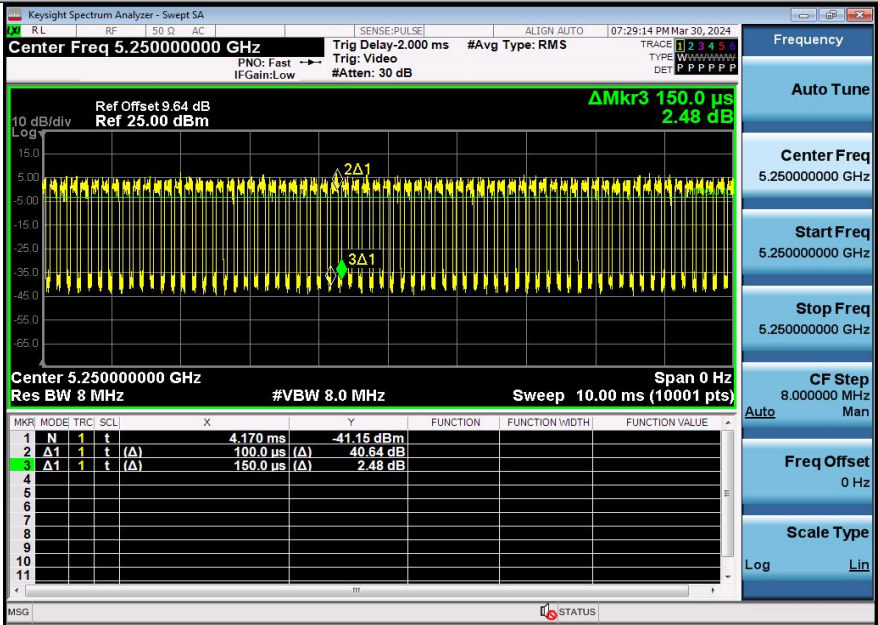 Keysight Spectrum Analyzer - Swept SA
LXI RL RF 50 Ω AC SENSE:PULSE ALIGN AUTO 07:29:14 PM Mar 30, 2024
Center Freq 5.250000000 GHz
PNO: Fast
IFGain:Low
Trig Delay-2.000 ms
Trig: Video
#Atten: 30 dB
#Avg Type: RMS
TRACE 1 2 3 4 5 6
TYPE WWWWWW
DET P P P P P P
Ref Offset 9.64 dB
10 dB/div Ref 25.00 dBm
Log
ΔMkr3 150.0 µs
2.48 dB
15.0
5.00
-5.00
-15.0
-25.0
-35.0
-45.0
-55.0
-65.0
2Δ1
3Δ1
Center 5.250000000 GHz Span 0 Hz
Res BW 8 MHz #VBW 8.0 MHz Sweep 10.00 ms (10001 pts)
MKR MODE TRC SCL X Y FUNCTION FUNCTION WIDTH FUNCTION VALUE
1 N 1 t 4.170 ms -41.15 dBm
2 Δ1 1 t (Δ) 100.0 µs (Δ) 40.64 dB
3 Δ1 1 t (Δ) 150.0 µs (Δ) 2.48 dB
4
5
6
7
8
9
10
11
MSG STATUS
Frequency
Auto Tune
Center Freq
5.250000000 GHz
Start Freq
5.250000000 GHz
Stop Freq
5.250000000 GHz
CF Step
8.000000 MHz
Auto Man
Freq Offset
0 Hz
Scale Type
Log Lin